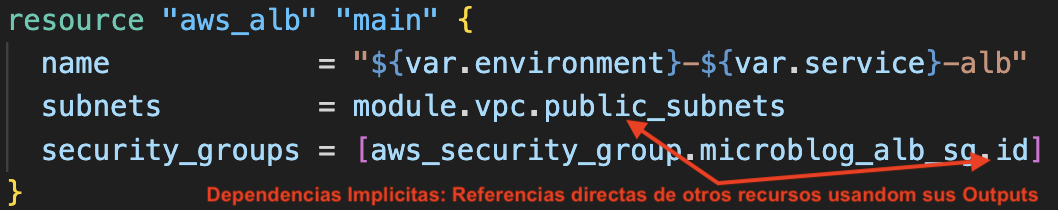 resource "aws_alb" "main" {
name = "${var.environment}-${var.service}-alb"
subnets = module.vpc.public_subnets
security_groups = [aws_security_group.microblog_alb_sg.id]
}
Dependencias Implicitas: Referencias directas de otros recursos usandom sus Outputs